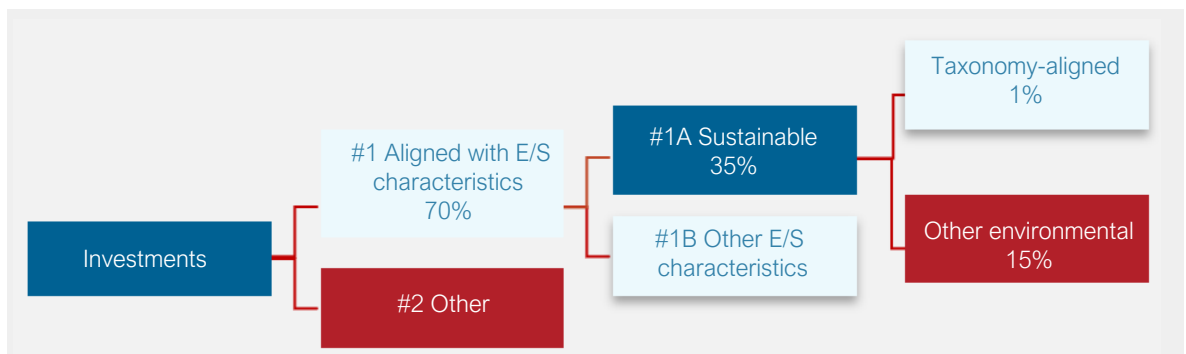 Investments
#1 Aligned with E/S
characteristics
70%
#2 Other
#1A Sustainable
35%
#1B Other E/S
characteristics
Taxonomy-aligned
1%
Other environmental
15%